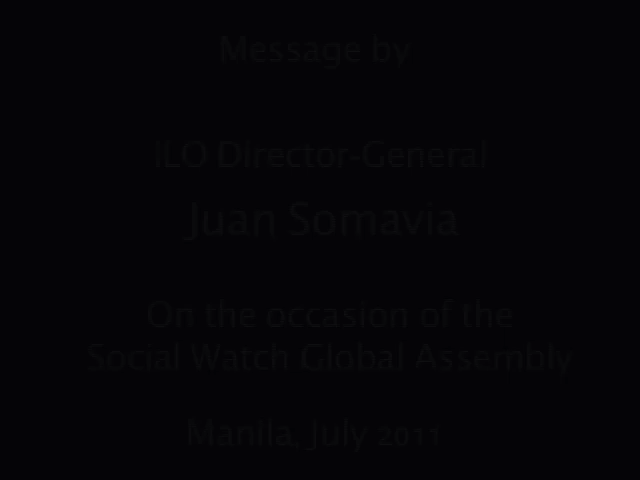 Message by
ILO Director-General
Juan Somavia
On the occasion of the
Social Watch Global Assembly
Manila, July 2011